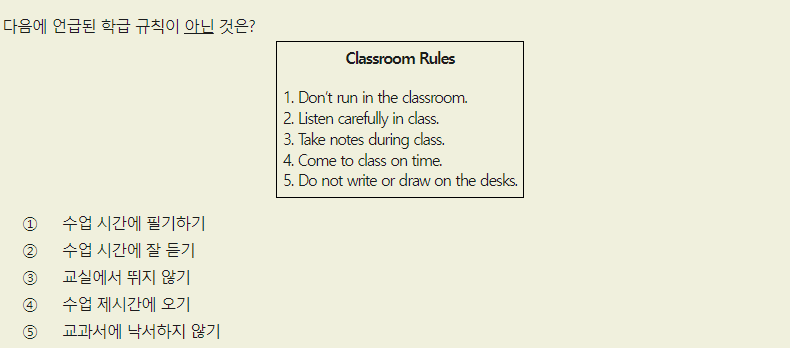 다음에 언급된 학급 규칙이 아닌 것은?
Classroom Rules
1. Don't run in the classroom.
2. Listen carefully in class.
3. Take notes during class.
4. Come to class on time.
5. Do not write or draw on the desks.
① 수업 시간에 필기하기
② 수업 시간에 잘 듣기
③ 교실에서 뛰지 않기
④ 수업 제시간에 오기
⑤ 교과서에 낙서하지 않기